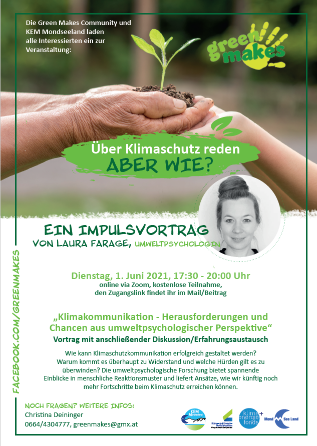 Die Green Makes Community und
KEM Mondseeland laden
alle Interessierten ein zur
Veranstaltung:
green
makes
Über Klimaschutz reden
ABER WIE?
EIN IMPULSVORTRAG
VON LAURA FARAGE, UMWELTPSYCHOLOGIN
Dienstag, 1. Juni 2021, 17:30 - 20:00 Uhr
online via Zoom, kostenlose Teilnahme,
den Zugangslink findet ihr im Mail/Beitrag
„Klimakommunikation - Herausforderungen und
Chancen aus umweltpsychologischer Perspektive“
Vortrag mit anschließender Diskussion/Erfahrungsaustausch
Wie kann Klimaschutzkommunikation erfolgreich gestaltet werden?
Warum kommt es überhaupt zu Widerstand und welche Hürden gilt es zu
überwinden? Die umweltpsychologische Forschung bietet spannende
Einblicke in menschliche Reaktionsmuster und liefert Ansätze, wie wir künftig noch
mehr Fortschritte beim Klimaschutz erreichen können.
NOCH FRAGEN? WEITERE INFOS:
Christina Deininger
0664/4304777, greenmakes@gmx.at
FACEBOOK.COM/GREENMAKES